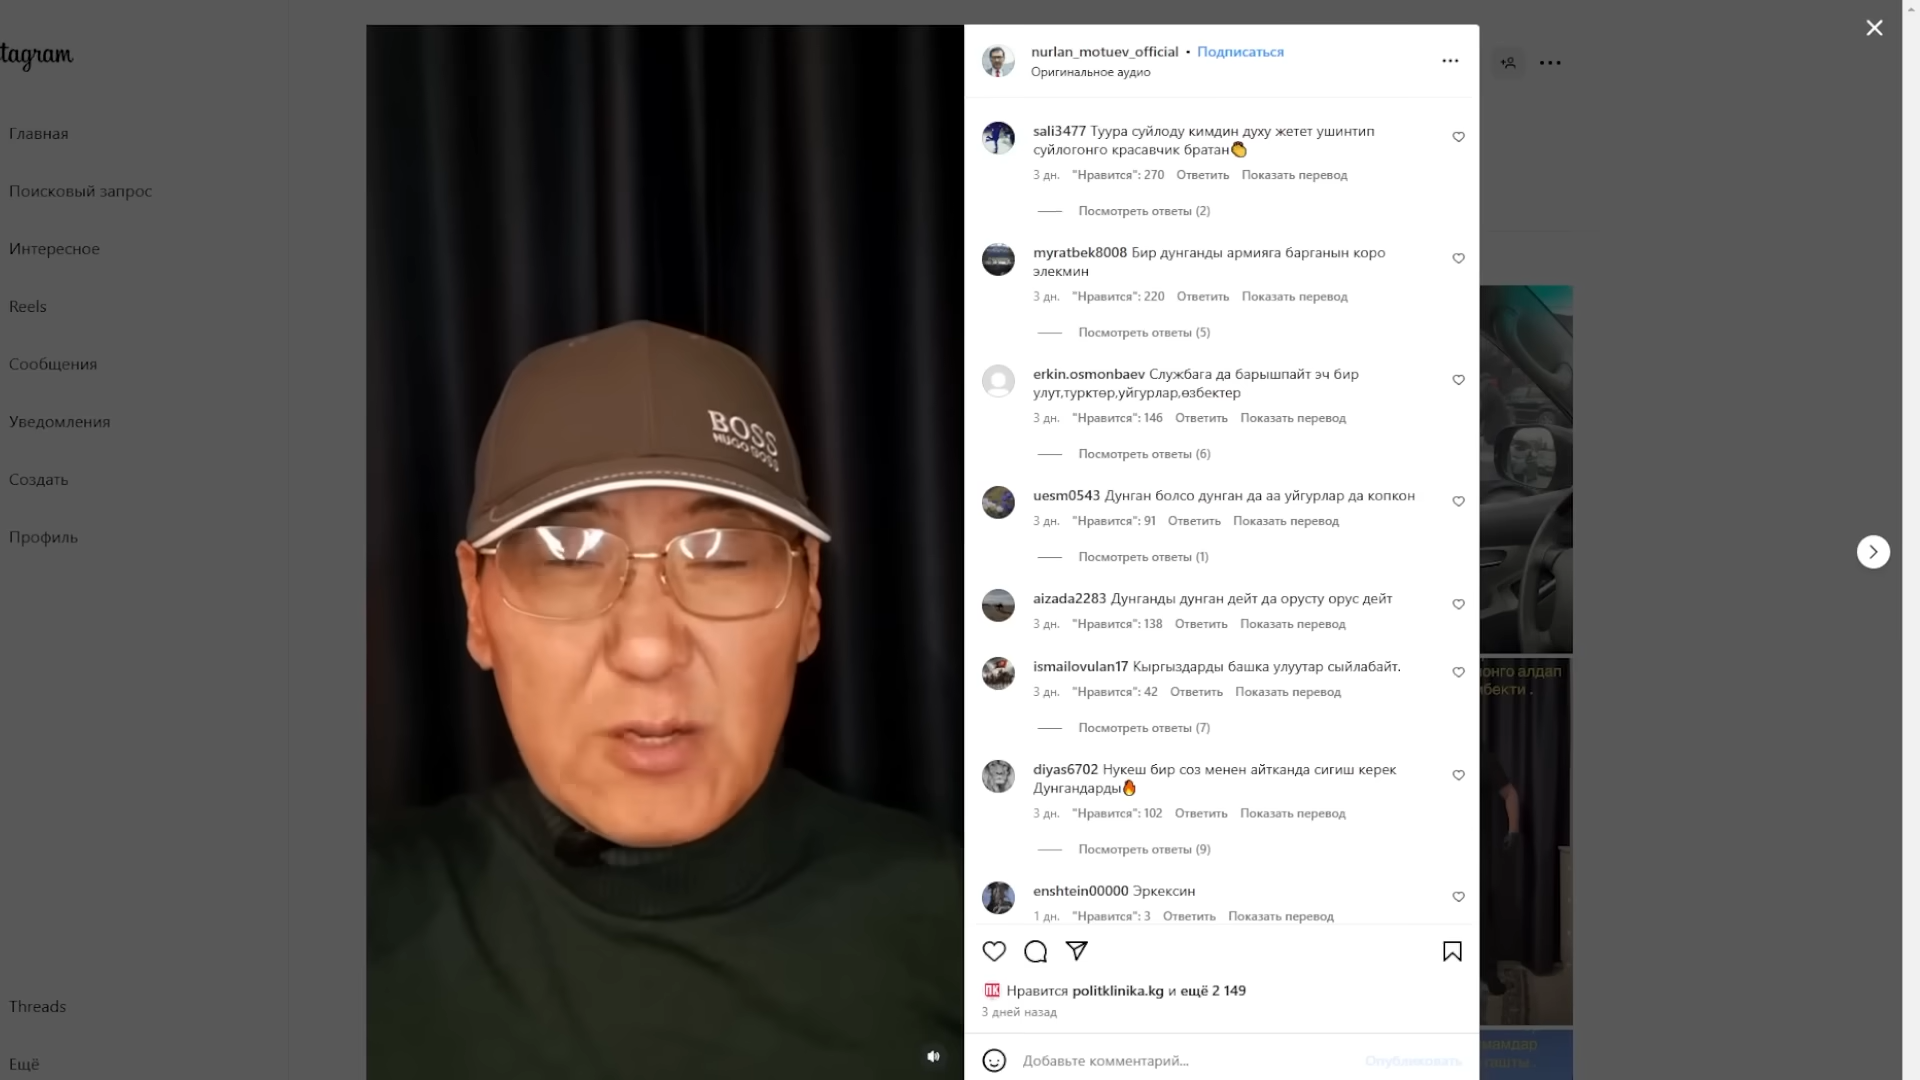 tagram
Главная
Поисковый запрос
Интересное
Reels
Сообщения
Уведомления
Создать
Профиль
Threads
Ещё
BOSS
HUGO BOSS
nurlan_motuev_official • Подписаться
Оригинальное аудио
sali3477 Туура суйлоду кимдин духу жетет ушинтип
суйлогонго красавчик братан👏
3 дн. "Нравится": 270 Ответить Показать перевод
Посмотреть ответы (2)
myratbek8008 Бир дунганды армияга барганын коро
элекмин
3 дн. "Нравится": 220 Ответить Показать перевод
Посмотреть ответы (5)
erkin.osmonbaev Службага да барышпайт эч бир
улут,турктөр,уйгурлар,өзбектер
3 дн. "Нравится": 146 Ответить Показать перевод
Посмотреть ответы (6)
uesm0543 Дунган болсо дунган да аа уйгурлар да копкон
3 дн. "Нравится": 91 Ответить Показать перевод
Посмотреть ответы (1)
aizada2283 Дунганды дунган дейт да орусту орус дейт
3 дн. "Нравится": 138 Ответить Показать перевод
ismailovulan17 Кыргыздарды башка улуутар сыйлабайт.
3 дн. "Нравится": 42 Ответить Показать перевод
Посмотреть ответы (7)
diyas6702 Нукеш бир соз менен айтканда сигиш керек
Дунгандарды🔥
3 дн. "Нравится": 102 Ответить Показать перевод
Посмотреть ответы (9)
enshtein00000 Эркексин
1 дн. "Нравится": 3 Ответить Показать перевод
ПК Нравится politklinika.kg и ещё 2 149
3 дней назад
Добавьте комментарий... Опубликовать
онго алдап
бекти .